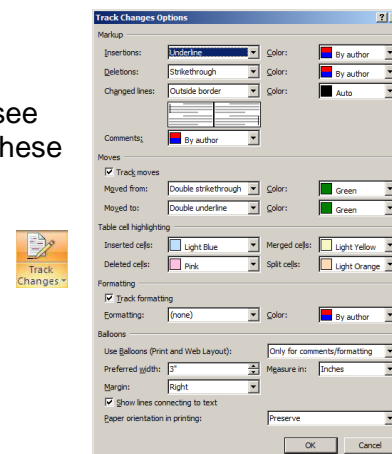 see
hese
Track
Changes
Track Changes Options
?
Markup
Insertions: Underline Color: By author
Deletions: Strikethrough Color: By author
Changed lines: Outside border Color: Auto
Comments: By author
Moves
Track moves
Moved from: Double strikethrough Color: Green
Moved to: Double underline Color: Green
Table cell highlighting
Inserted cells: Light Blue Merged cells: Light Yellow
Deleted cells: Pink Split cells: Light Orange
Formatting
Track formatting
Formatting: (none) Color: By author
Balloons
Use Balloons (Print and Web Layout): Only for comments/formatting
Preferred width: 3" Measure in: Inches
Margin: Right
Show lines connecting to text
Paper orientation in printing: Preserve
OK Cancel